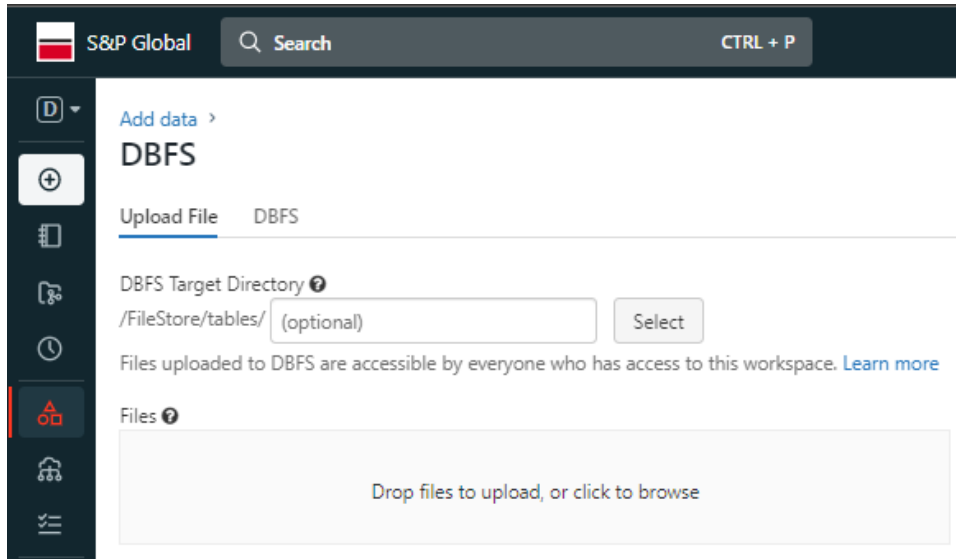 S&P Global
Search CTRL + P
D
Add data >
DBFS
Upload File DBFS
DBFS Target Directory ?
/FileStore/tables/ (optional) Select
Files uploaded to DBFS are accessible by everyone who has access to this workspace. Learn more
Files ?
Drop files to upload, or click to browse